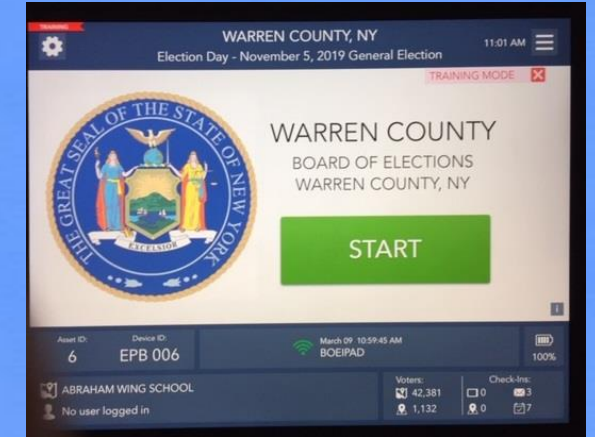 TRAINING
WARREN COUNTY, NY
Election Day - November 5, 2019 General Election
11:01 AM
TRAINING MODE
THE GREAT SEAL OF THE STATE OF NEW YORK
EXCELSIOR
WARREN COUNTY
BOARD OF ELECTIONS
WARREN COUNTY, NY
START
i
Asset ID:
6
Device ID:
EPB 006
March 09 10:59:45 AM
BOEIPAD
100%
ABRAHAM WING SCHOOL
No user logged in
Voters:
42,381
1,132
Check-Ins:
0 3
0 7